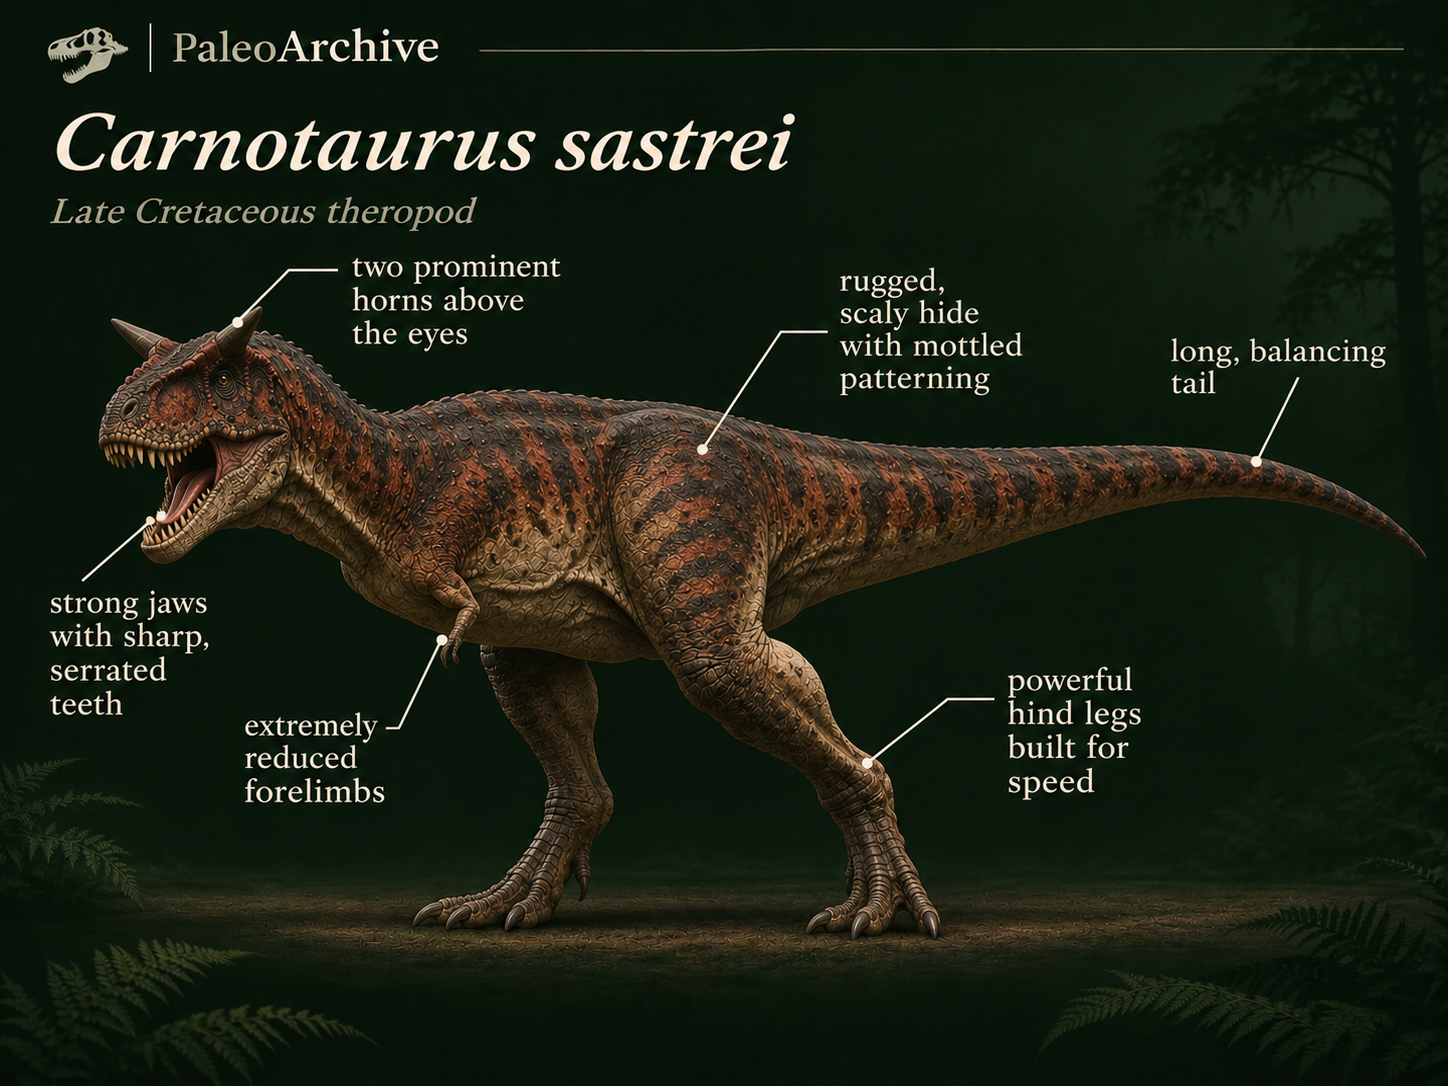 PaleoArchive
Carnotaurus sastrei
Late Cretaceous theropod
two prominent
horns above
the eyes
rugged,
scaly hide
with mottled
patterning
long, balancing
tail
strong jaws
with sharp,
serrated
teeth
extremely
reduced
forelimbs
powerful
hind legs
built for
speed